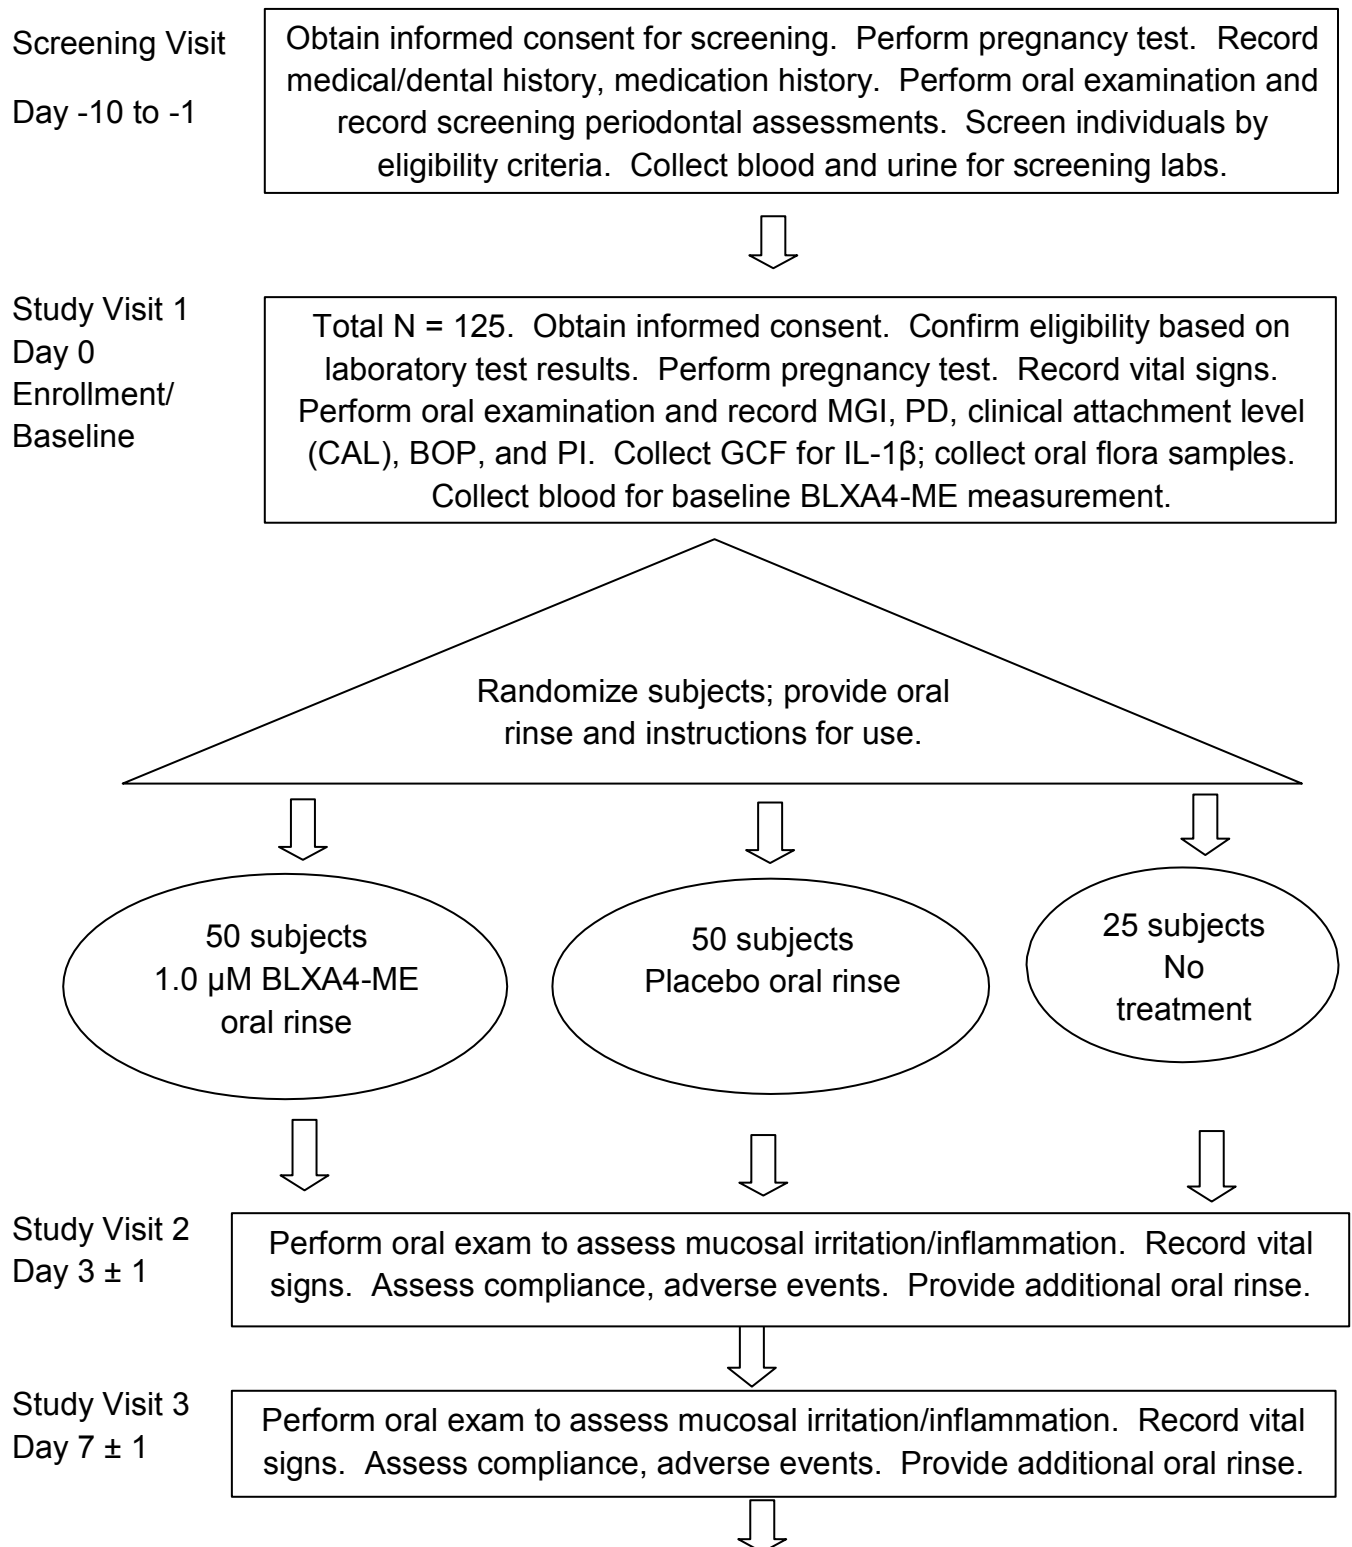 Screening Visit
Day -10 to -1
Obtain informed consent for screening.  Perform pregnancy test.  Record
medical/dental history, medication history.  Perform oral examination and
record screening periodontal assessments.  Screen individuals by
eligibility criteria.  Collect blood and urine for screening labs.
Study Visit 1
Day 0
Enrollment/
Baseline
Total N = 125.  Obtain informed consent.  Confirm eligibility based on
laboratory test results.  Perform pregnancy test.  Record vital signs.
Perform oral examination and record MGI, PD, clinical attachment level
(CAL), BOP, and PI.  Collect GCF for IL-1β; collect oral flora samples.
Collect blood for baseline BLXA4-ME measurement.
Randomize subjects; provide oral
rinse and instructions for use.
50 subjects
1.0 µM BLXA4-ME
oral rinse
50 subjects
Placebo oral rinse
25 subjects
No
treatment
Study Visit 2
Day 3 ± 1
Perform oral exam to assess mucosal irritation/inflammation.  Record vital
signs.  Assess compliance, adverse events.  Provide additional oral rinse.
Study Visit 3
Day 7 ± 1
Perform oral exam to assess mucosal irritation/inflammation.  Record vital
signs.  Assess compliance, adverse events.  Provide additional oral rinse.